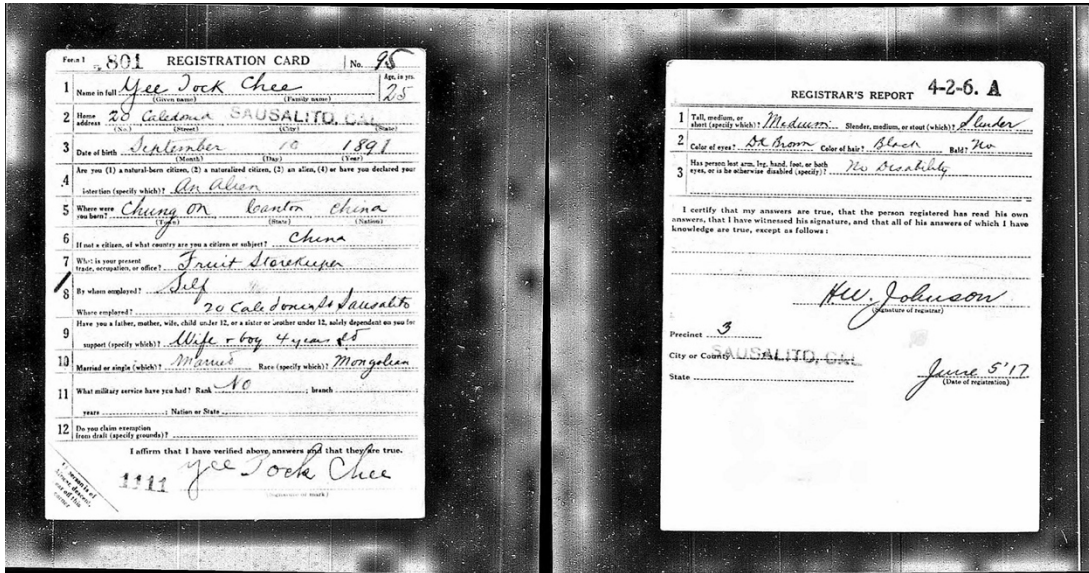 Form 1 801 REGISTRATION CARD No. 95
1 Name in full Yee Tock Chee Age, in yrs. 25
(Given name) (Family name)
2 Home address 20 Caledonia SAUSALITO, CAL
(No.) (Street) (City) (State)
3 Date of birth September 10 1891
(Month) (Day) (Year)
4 Are you (1) a natural-born citizen, (2) a naturalized citizen, (3) an alien, (4) or have you declared your
intention (specify which)? An Alien
5 Where were you born? Chung On Canton China
(Town) (State) (Nation)
6 If not a citizen, of what country are you a citizen or subject? China
7 What is your present trade, occupation, or office? Fruit Storekeeper
8 By whom employed? Self
Where employed? 20 Caledonia St Sausalito
9 Have you a father, mother, wife, child under 12, or a sister or brother under 12, solely dependent on you for
support (specify which)? Wife + boy 4 years old
10 Married or single (which)? Married Race (specify which)? Mongolian
11 What military service have you had? Rank No ; branch
years ; Nation or State
12 Do you claim exemption
from draft (specify grounds)?
I affirm that I have verified above answers and that they are true.
1111 Yee Tock Chee
(Signature or mark)
If person is of
African descent,
tear off this
corner
REGISTRAR'S REPORT 4-2-6. A
1 Tall, medium, or short (specify which)? Medium Slender, medium, or stout (which)? Slender
2 Color of eyes? Dk Brown Color of hair? Black Bald? No
3 Has person lost arm, leg, hand, foot, or both
eyes, or is he otherwise disabled (specify)? No Disability
I certify that my answers are true, that the person registered has read his own
answers, that I have witnessed his signature, and that all of his answers of which I have
knowledge are true, except as follows:
H.W. Johnson
(Signature of registrar)
Precinct 3
City or County SAUSALITO, CAL
State
June 5 '17
(Date of registration)